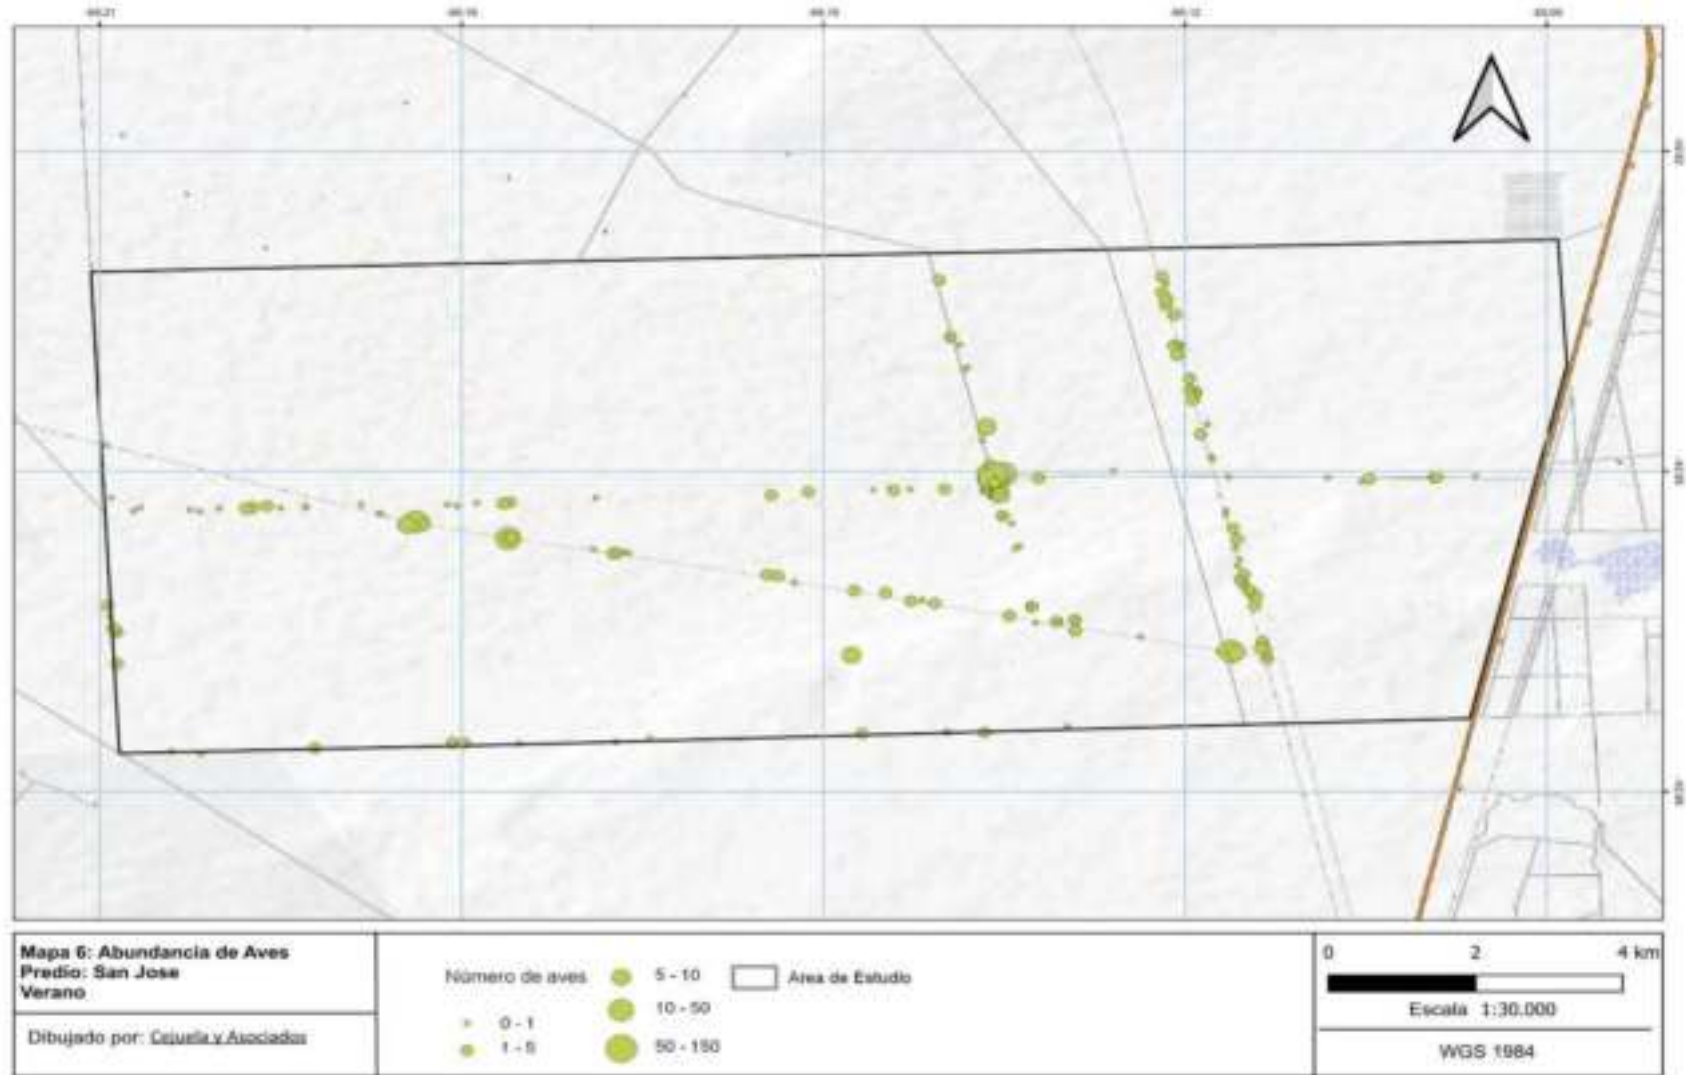 Mapa 6: Abundancia de Aves
Predio: San Jose
Verano
Dibujado por: Cejuela y Asociados
Número de aves
0 - 1
1 - 5
5 - 10
10 - 50
50 - 150
Area de Estudio
0 2 4 km
Escala 1:30.000
WGS 1984